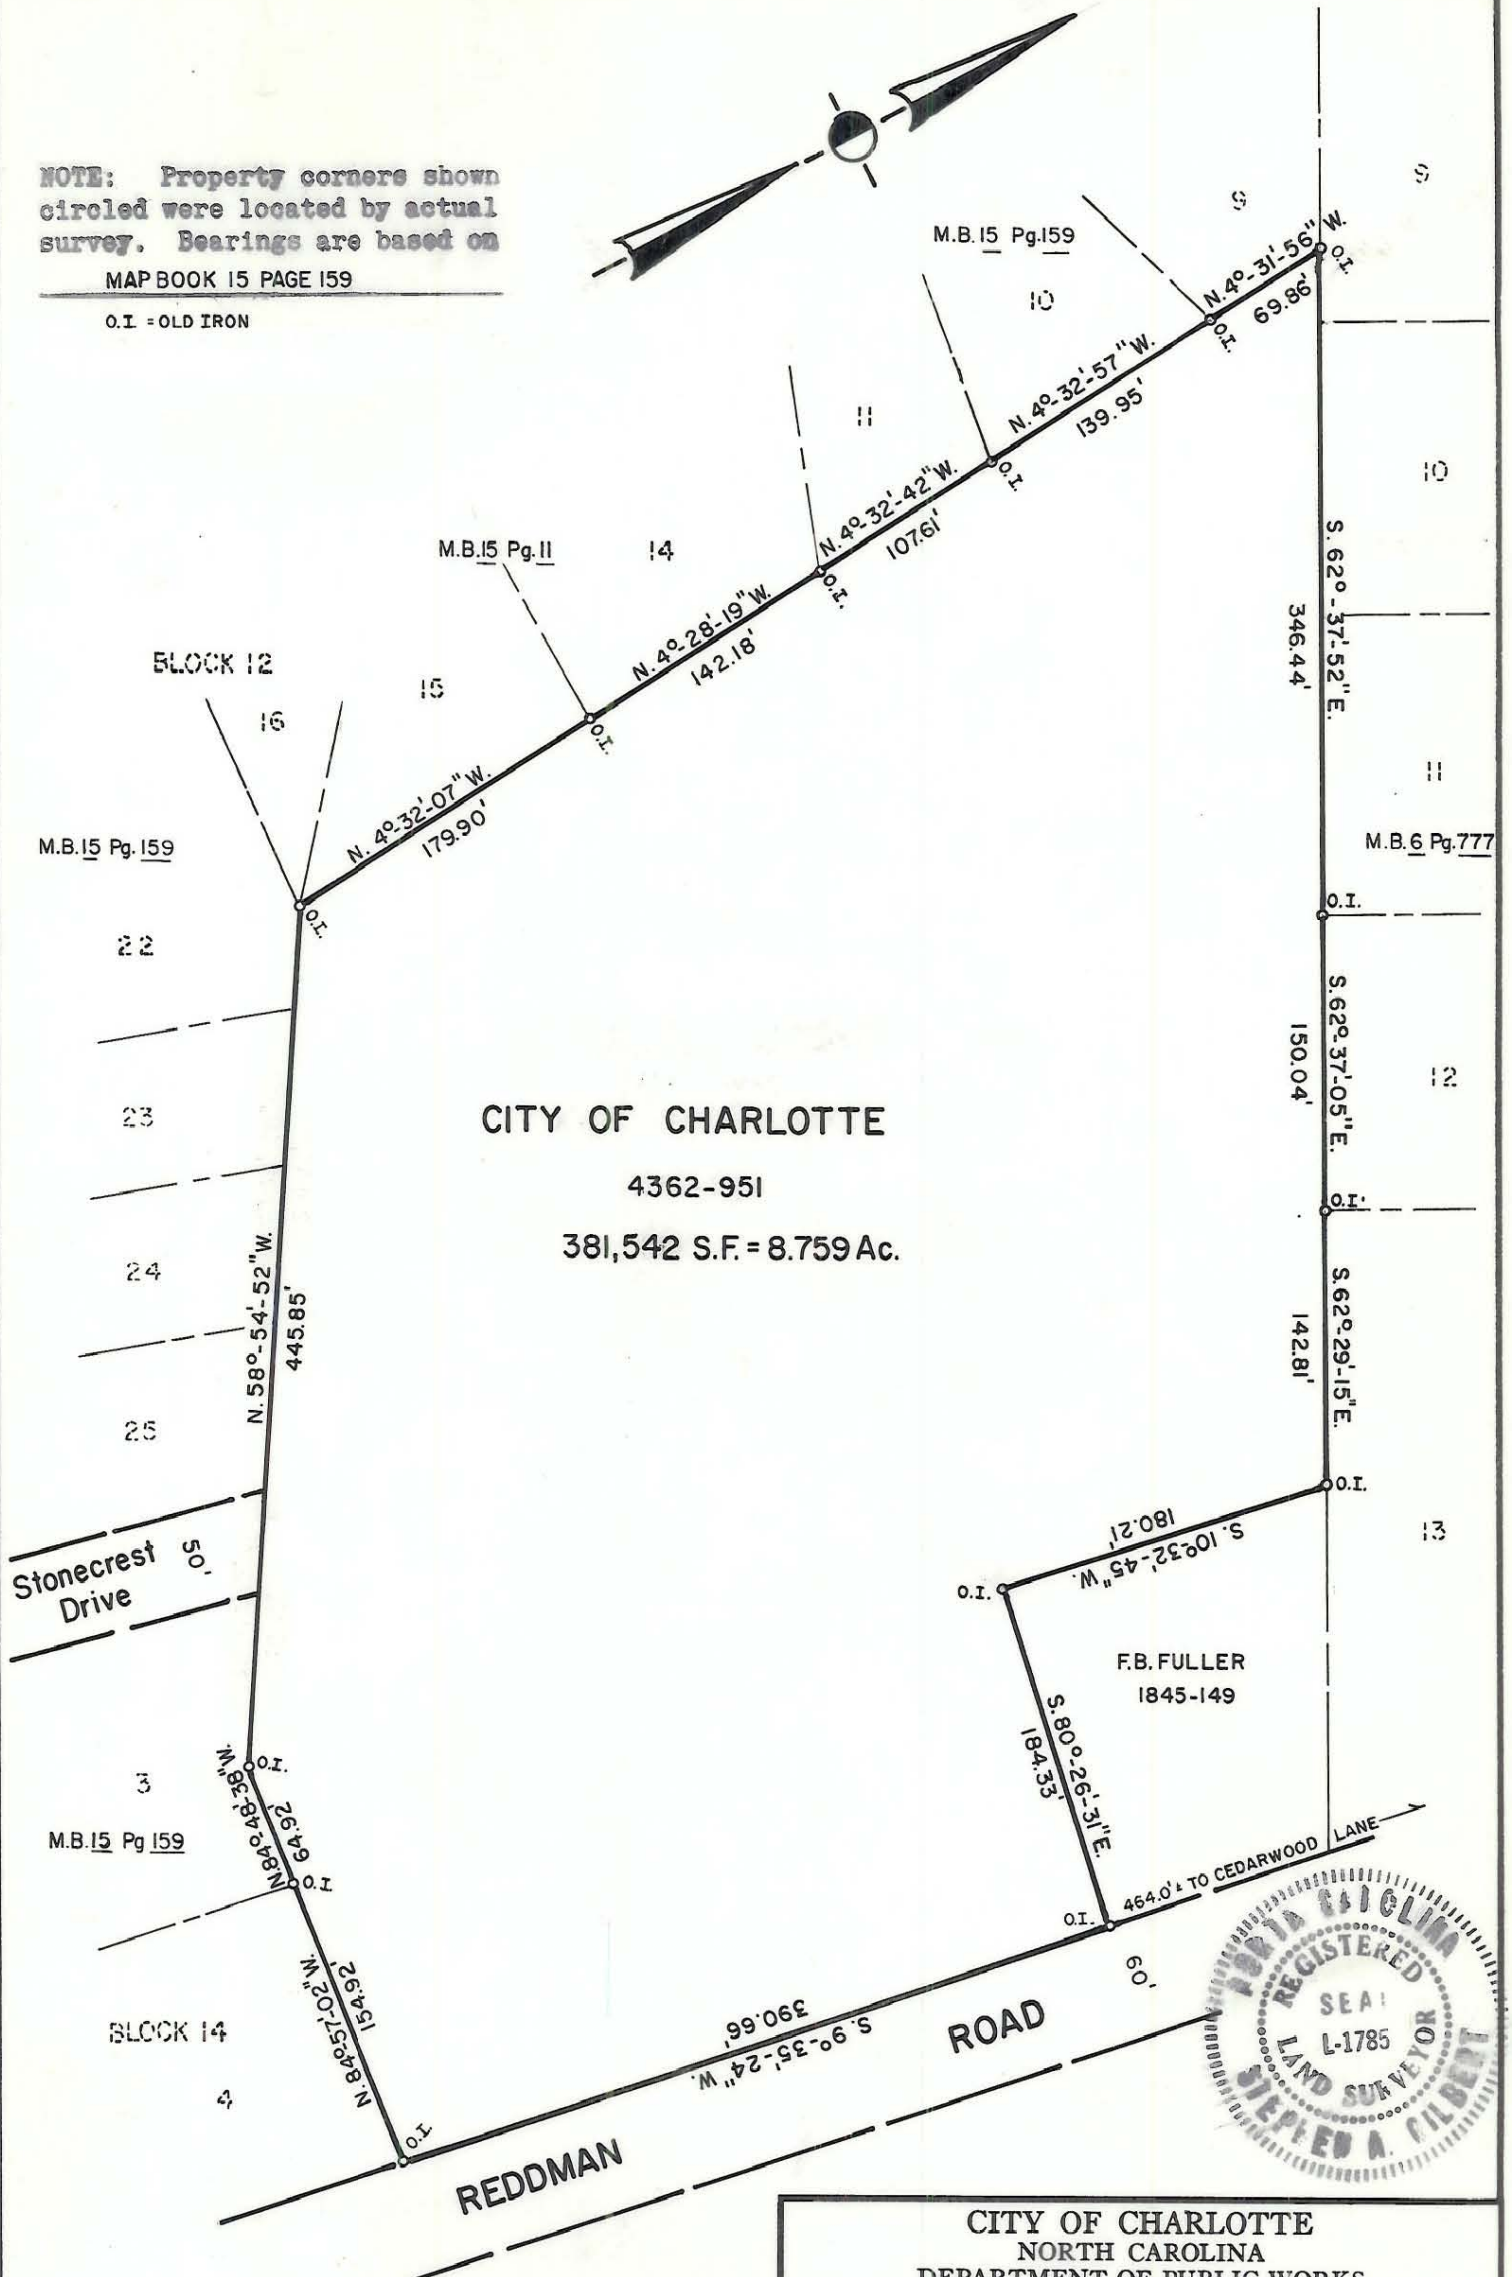 NOTE: Property corners shown
circled were located by actual
survey. Bearings are based on
MAP BOOK 15 PAGE 159
O.I. = OLD IRON
9
9
M.B. 15 Pg. 159
10
N. 4°-31'-56" W.
69.86'
O.I.
O.I.
N. 4°-32'-57" W.
139.95'
11
10
O.I.
N. 4°-32'-42" W.
107.61'
M.B. 15 Pg. 11
14
O.I.
S. 62°-37'-52" E.
346.44'
N. 4°-28'-19" W.
142.18'
BLOCK 12
15
16
O.I.
11
N. 4°-32'-07" W.
179.90'
M.B. 15 Pg. 159
M.B. 6 Pg. 777
O.I.
O.I.
22
S. 62°-37'-05" E.
150.04'
12
23
CITY OF CHARLOTTE
4362-951
381,542 S.F. = 8.759 Ac.
O.I.
24
N. 58°-54'-52" W.
445.85'
S. 62°-29'-15" E.
142.81'
25
O.I.
13
Stonecrest
Drive
50'
180.21'
S. 10°-32'-45" W.
O.I.
F.B. FULLER
1845-149
S. 80°-26'-31" E.
184.33'
O.I.
3
N. 84°-48'-38" W.
64.92'
M.B. 15 Pg 159
O.I.
464.0'± TO CEDARWOOD LANE
O.I.
60'
N. 84°-57'-02" W.
154.92'
BLOCK 14
4
390.66'
S. 9°-35'-24" W.
ROAD
O.I.
REDDMAN
NORTH CAROLINA
REGISTERED
SEAL
L-1785
LAND SURVEYOR
STEPHEN A. GILBERT
CITY OF CHARLOTTE
NORTH CAROLINA
DEPARTMENT OF PUBLIC WORKS